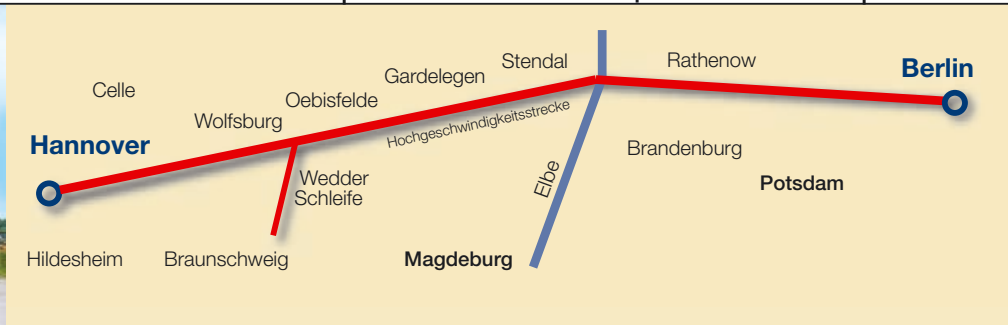 Stendal
Rathenow
Berlin
Gardelegen
Celle
Oebisfelde
Wolfsburg
Hochgeschwindigkeitsstrecke
Hannover
Brandenburg
Wedder
Schleife
Elbe
Potsdam
Hildesheim
Braunschweig
Magdeburg